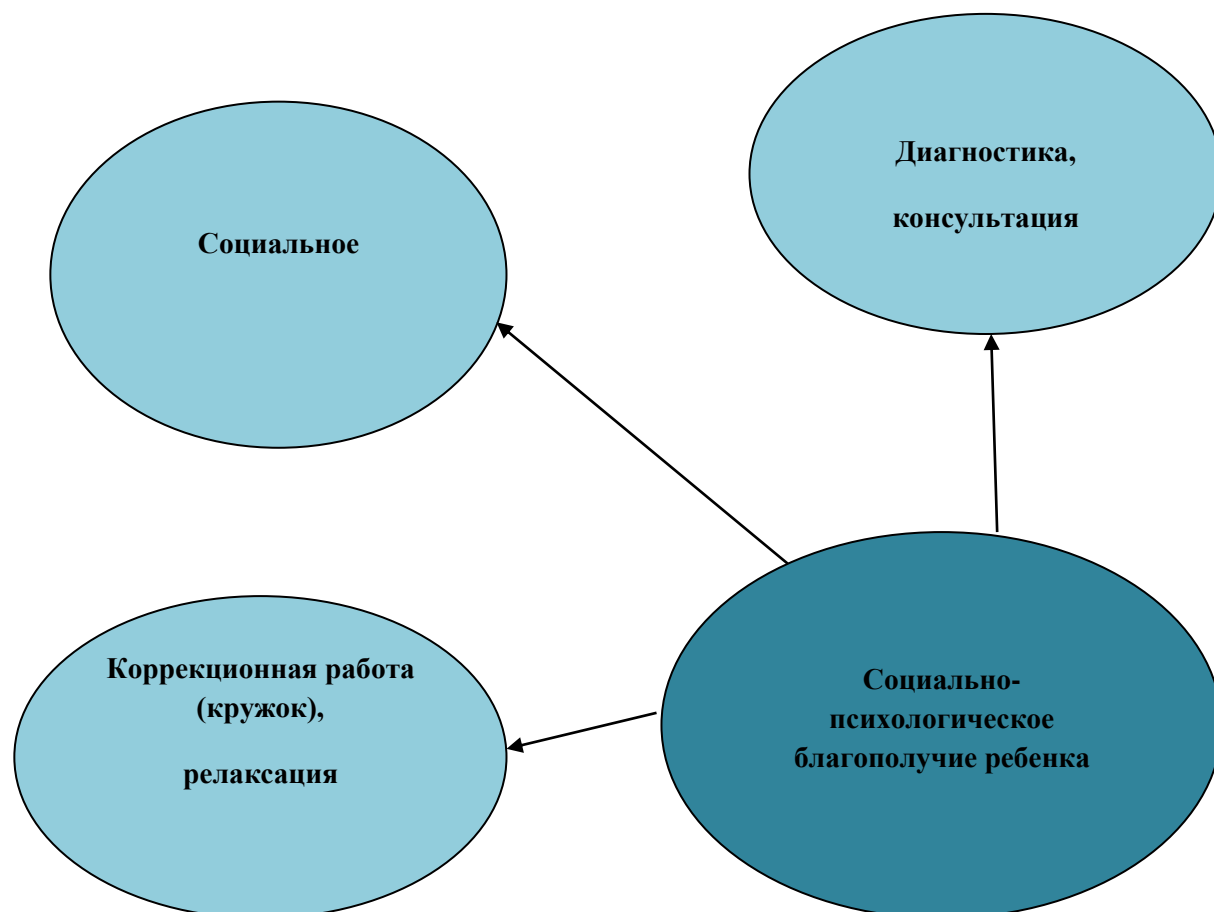 Диагностика,
консультация
Социальное
Коррекционная работа
(кружок),
релаксация
Социально-
психологическое
благополучие ребенка